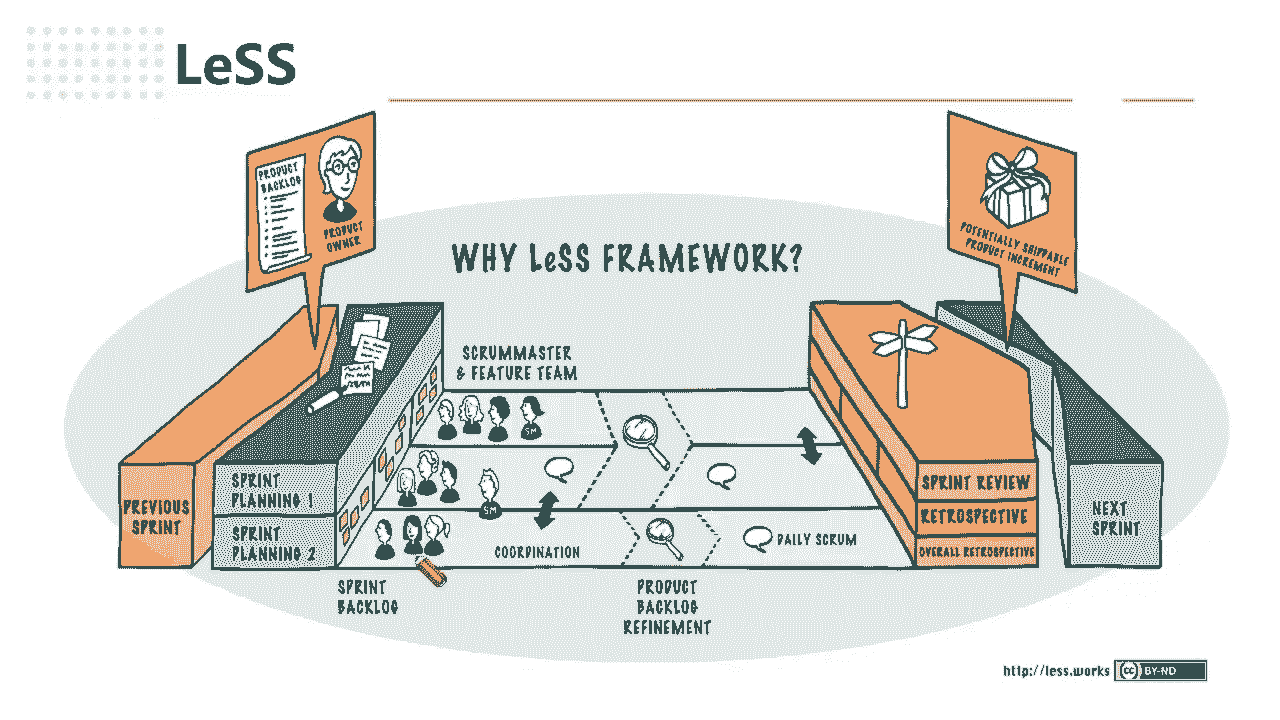 LeSS
PRODUCT
BACKLOG
PRODUCT
OWNER
POTENTIALLY SHIPPABLE
PRODUCT INCREMENT
WHY LeSS FRAMEWORK?
SCRUMMASTER
& FEATURE TEAM
SM
SM
PREVIOUS
SPRINT
SPRINT
PLANNING 1
SPRINT
PLANNING 2
COORDINATION
DAILY SCRUM
SPRINT REVIEW
RETROSPECTIVE
OVERALL RETROSPECTIVE
NEXT
SPRINT
SPRINT
BACKLOG
PRODUCT
BACKLOG
REFINEMENT
http://less.works
cc BY-ND